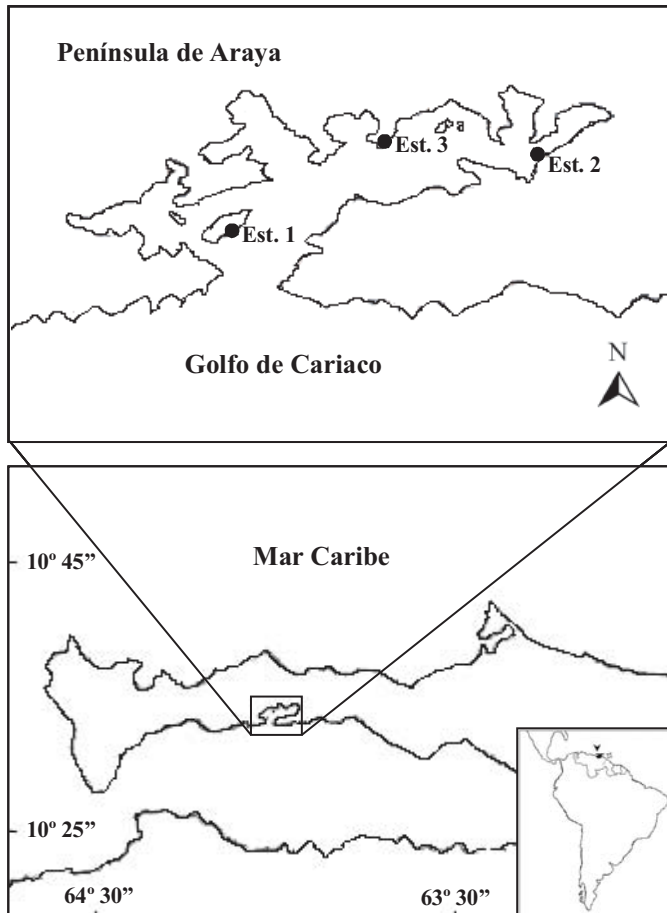 Península de Araya
Est. 3
Est. 2
Est. 1
Golfo de Cariaco
N
10º 45”
Mar Caribe
10º 25”
64º 30”
63º 30”